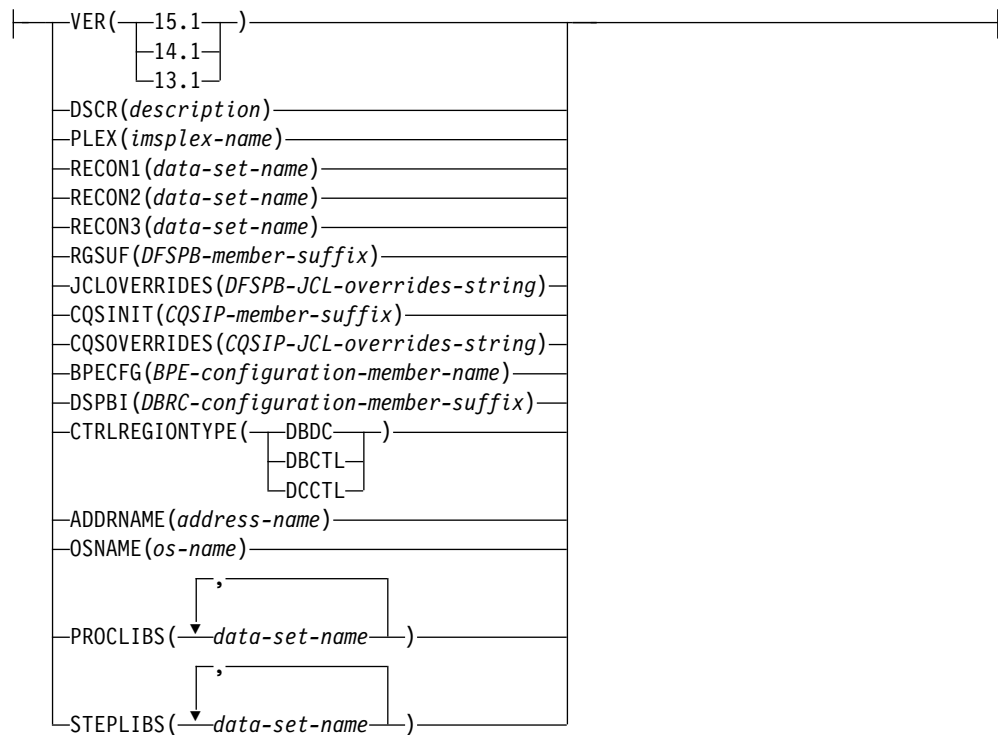 VER( 15.1 )
14.1
13.1
DSCR(description)
PLEX(imsplex-name)
RECON1(data-set-name)
RECON2(data-set-name)
RECON3(data-set-name)
RGSUF(DFSPB-member-suffix)
JCLOVERRIDES(DFSPB-JCL-overrides-string)
CQSINIT(CQSIP-member-suffix)
CQSOVERRIDES(CQSIP-JCL-overrides-string)
BPECFG(BPE-configuration-member-name)
DSPBI(DBRC-configuration-member-suffix)
CTRLREGIONTYPE( DBDC )
DBCTL
DCCTL
ADDRNAME(address-name)
OSNAME(os-name)
,
PROCLIBS( data-set-name )
,
STEPLIBS( data-set-name )